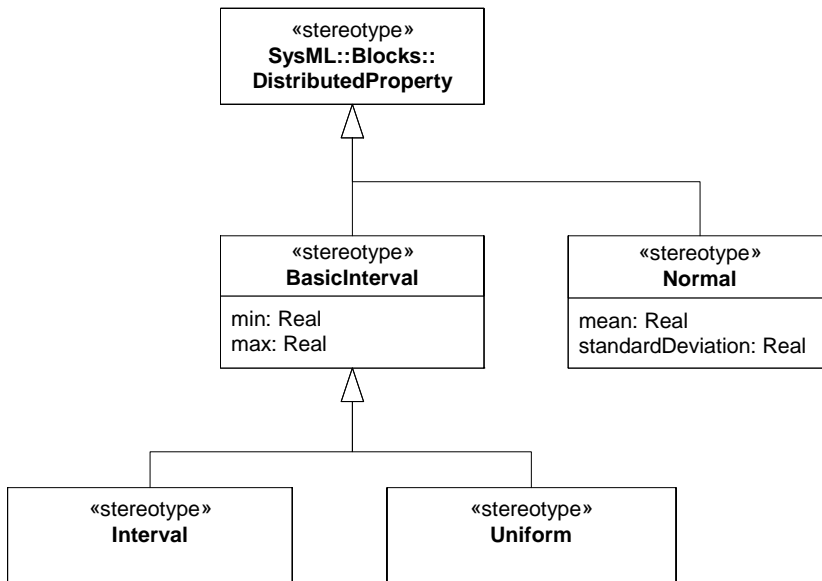 «stereotype»
SysML::Blocks::
DistributedProperty
«stereotype»
BasicInterval
min: Real
max: Real
«stereotype»
Normal
mean: Real
standardDeviation: Real
«stereotype»
Interval
«stereotype»
Uniform